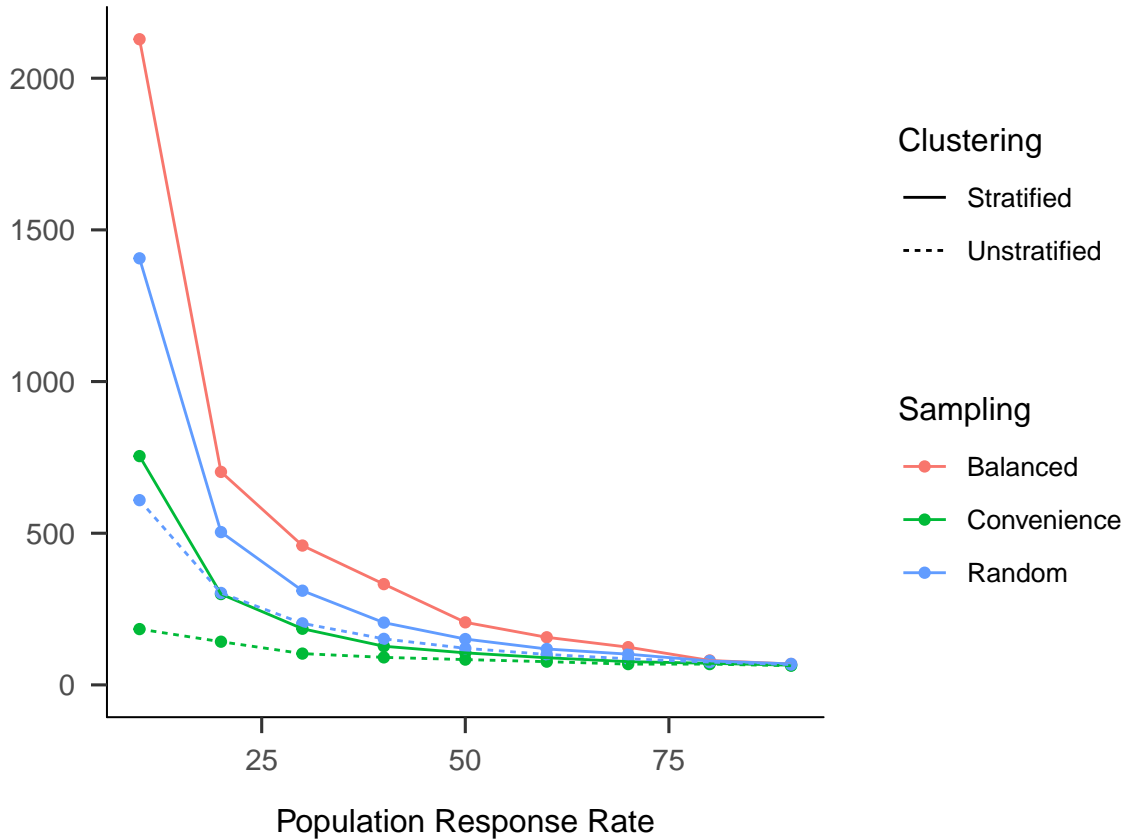 2000
1500
1000
500
0
25
50
75
Population Response Rate
Clustering
Stratified
Unstratified
Sampling
Balanced
Convenience
Random